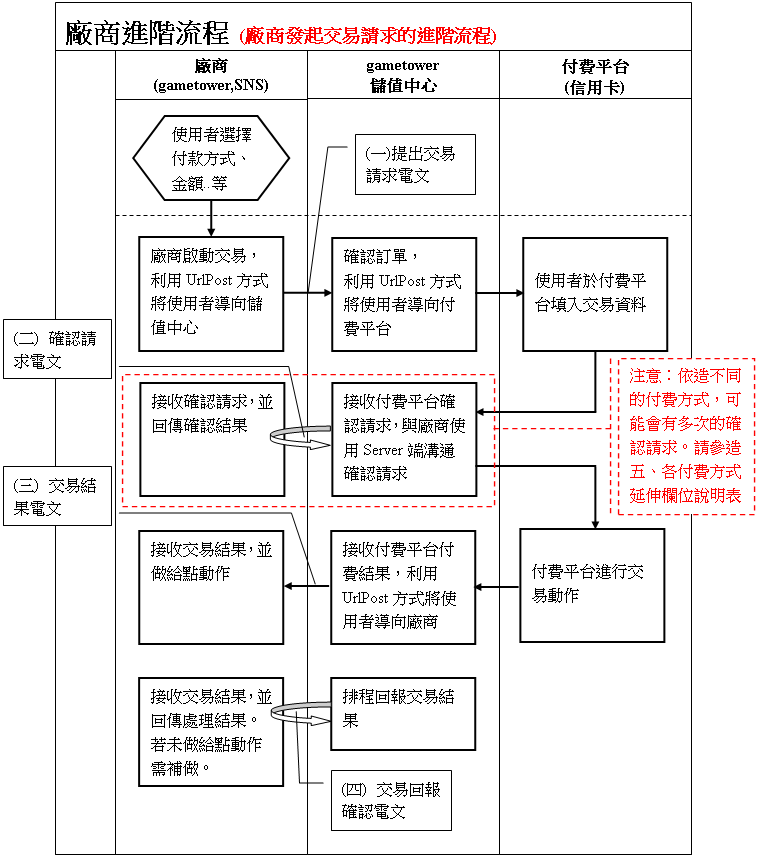 廠商進階流程 (廠商發起交易請求的進階流程)
廠商
(gametower,SNS)
gametower
儲值中心
付費平台
(信用卡)
使用者選擇
付款方式、
金額..等
(一)提出交易
請求電文
廠商啟動交易，
利用 UrlPost 方式
將使用者導向儲
值中心
確認訂單，
利用 UrlPost 方式
將使用者導向付
費平台
使用者於付費平
台填入交易資料
(二) 確認請
求電文
接收確認請求，並
回傳確認結果
接收付費平台確
認請求，與廠商使
用 Server 端溝通
確認請求
注意：依造不同
的付費方式，可
能會有多次的確
認請求。請參造
五、各付費方式
延伸欄位說明表
(三) 交易結
果電文
接收交易結果，並
做給點動作
接收付費平台付
費結果，利用
UrlPost 方式將使
用者導向廠商
付費平台進行交
易動作
接收交易結果，並
回傳處理結果。
若未做給點動作
需補做。
排程回報交易結
果
(四) 交易回報
確認電文